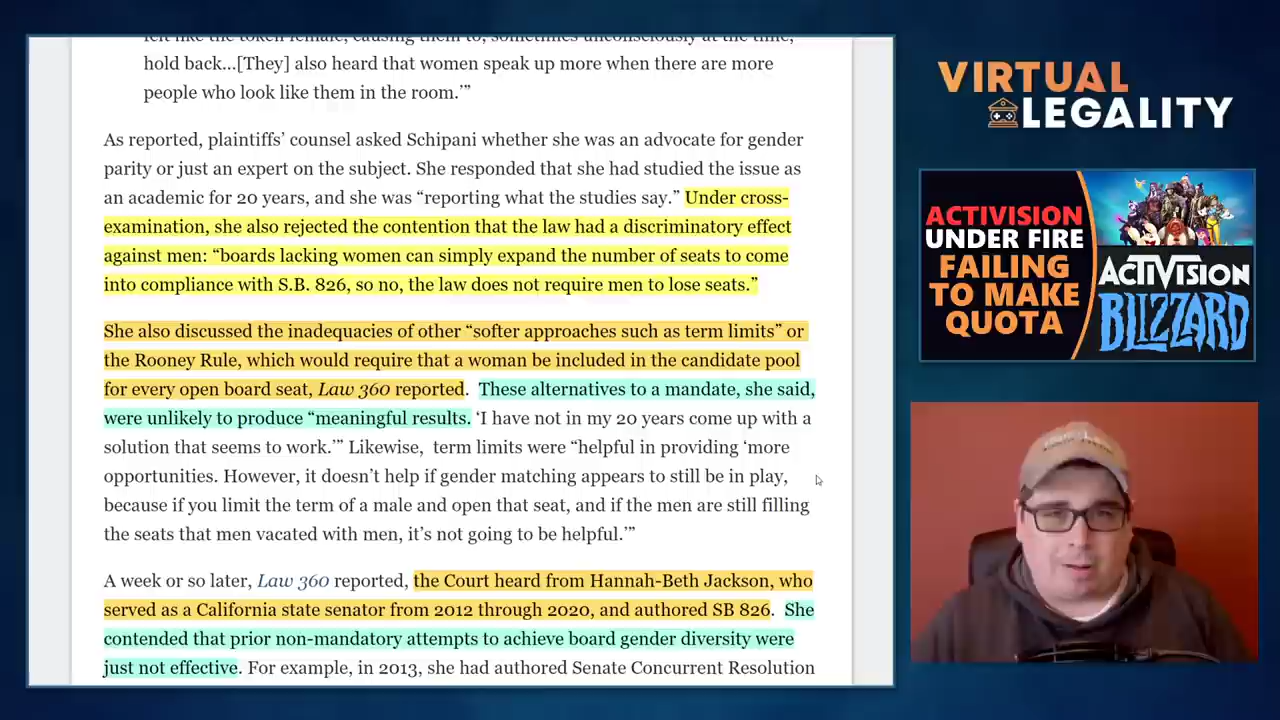 felt like the token female, causing them to, sometimes unconsciously at the time,
hold back...[They] also heard that women speak up more when there are more
people who look like them in the room.’”
As reported, plaintiffs’ counsel asked Schipani whether she was an advocate for gender
parity or just an expert on the subject. She responded that she had studied the issue as
an academic for 20 years, and she was “reporting what the studies say.” Under cross-
examination, she also rejected the contention that the law had a discriminatory effect
against men: “boards lacking women can simply expand the number of seats to come
into compliance with S.B. 826, so no, the law does not require men to lose seats.”
She also discussed the inadequacies of other “softer approaches such as term limits” or
the Rooney Rule, which would require that a woman be included in the candidate pool
for every open board seat, Law 360 reported. These alternatives to a mandate, she said,
were unlikely to produce “meaningful results. ‘I have not in my 20 years come up with a
solution that seems to work.’” Likewise, term limits were “helpful in providing ‘more
opportunities. However, it doesn’t help if gender matching appears to still be in play,
because if you limit the term of a male and open that seat, and if the men are still filling
the seats that men vacated with men, it’s not going to be helpful.’”
A week or so later, Law 360 reported, the Court heard from Hannah-Beth Jackson, who
served as a California state senator from 2012 through 2020, and authored SB 826. She
contended that prior non-mandatory attempts to achieve board gender diversity were
just not effective. For example, in 2013, she had authored Senate Concurrent Resolution
VIRTUAL
LEGALITY
ACTIVISION
UNDER FIRE
FAILING
TO MAKE
QUOTA
ACTIVISION
BLIZZARD